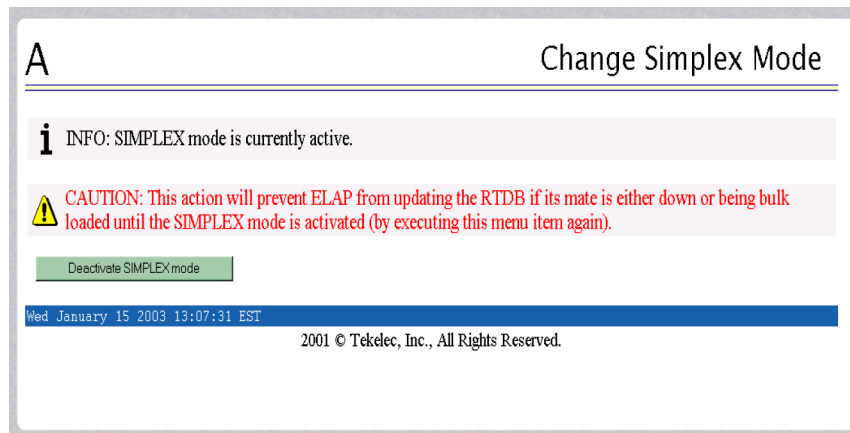 A
Change Simplex Mode
i INFO: SIMPLEX mode is currently active.
CAUTION: This action will prevent ELAP from updating the RTDB if its mate is either down or being bulk
loaded until the SIMPLEX mode is activated (by executing this menu item again).
Deactivate SIMPLEX mode
Wed January 15 2003 13:07:31 EST
2001 © Tekelec, Inc., All Rights Reserved.